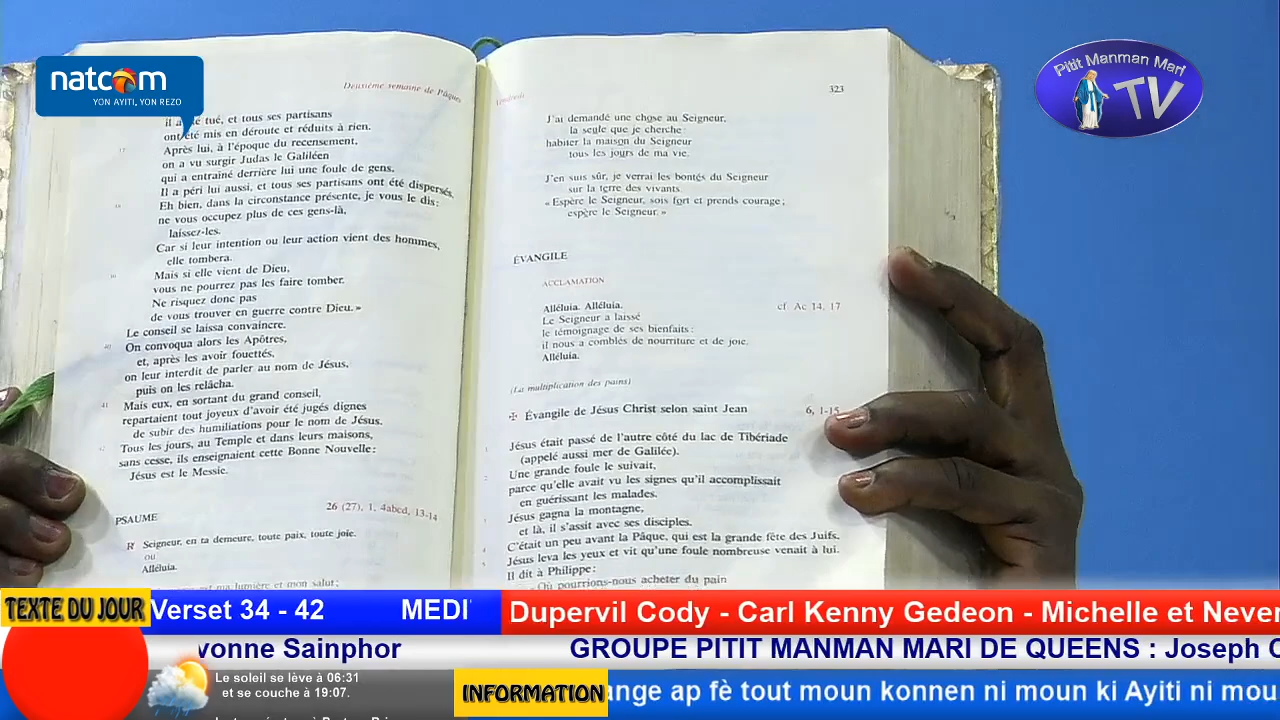 natcom
YON AYITI, YON REZO
Pitit Manman Mari
TV
Deuxième semaine de Pâques
tué, et tous ses partisans
ont été mis en déroute et réduits à rien.
17 Après lui, à l'époque du recensement,
on a vu surgir Judas le Galiléen
qui a entraîné derrière lui une foule de gens.
Il a péri lui aussi, et tous ses partisans ont été dispersés.
Eh bien, dans la circonstance présente, je vous le dis :
ne vous occupez plus de ces gens-là,
laissez-les.
Car si leur intention ou leur action vient des hommes,
elle tombera.
Mais si elle vient de Dieu,
vous ne pourrez pas les faire tomber.
Ne risquez donc pas
de vous trouver en guerre contre Dieu. »
Le conseil se laissa convaincre.
40 On convoqua alors les Apôtres,
et, après les avoir fouettés,
on leur interdit de parler au nom de Jésus,
puis on les relâcha.
41 Mais eux, en sortant du grand conseil,
repartaient tout joyeux d'avoir été jugés dignes
de subir des humiliations pour le nom de Jésus.
42 Tous les jours, au Temple et dans leurs maisons,
sans cesse, ils enseignaient cette Bonne Nouvelle :
Jésus est le Messie.
PSAUME 26 (27), 1, 4abcd, 13-14
R Seigneur, en ta demeure, toute paix, toute joie.
ou
Alléluia.
est ma lumière et mon salut ;
Vendredi 323
J'ai demandé une chose au Seigneur,
la seule que je cherche :
habiter la maison du Seigneur
tous les jours de ma vie.
J'en suis sûr, je verrai les bontés du Seigneur
sur la terre des vivants.
« Espère le Seigneur, sois fort et prends courage ;
espère le Seigneur. »
ÉVANGILE
ACCLAMATION
Alléluia. Alléluia. cf Ac 14, 17
Le Seigneur a laissé
le témoignage de ses bienfaits :
il nous a comblés de nourriture et de joie.
Alléluia.
(La multiplication des pains)
✠ Évangile de Jésus Christ selon saint Jean 6, 1-15
Jésus était passé de l'autre côté du lac de Tibériade
(appelé aussi mer de Galilée).
Une grande foule le suivait,
parce qu'elle avait vu les signes qu'il accomplissait
en guérissant les malades.
Jésus gagna la montagne,
et là, il s'assit avec ses disciples.
C'était un peu avant la Pâque, qui est la grande fête des Juifs.
Jésus leva les yeux et vit qu'une foule nombreuse venait à lui.
Il dit à Philippe :
« Où pourrions-nous acheter du pain
TEXTE DU JOUR Verset 34 - 42 MEDI
Dupervil Cody - Carl Kenny Gedeon - Michelle et Never
vonne Sainphor GROUPE PITIT MANMAN MARI DE QUEENS : Joseph
Le soleil se lève à 06:31
et se couche à 19:07.
INFORMATION ange ap fè tout moun konnen ni moun ki Ayiti ni mou